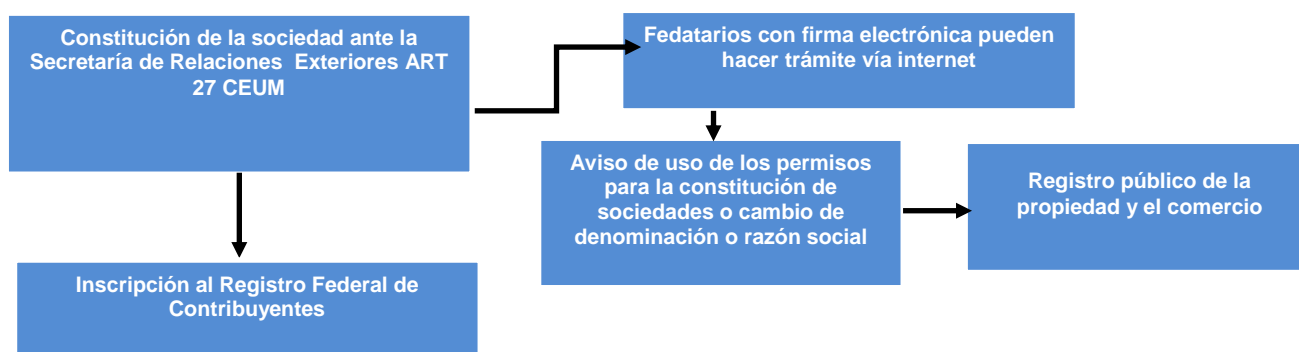 Constitución de la sociedad ante la
Secretaría de Relaciones Exteriores ART
27 CEUM
Fedatarios con firma electrónica pueden
hacer trámite vía internet
Aviso de uso de los permisos
para la constitución de
sociedades o cambio de
denominación o razón social
Registro público de la
propiedad y el comercio
Inscripción al Registro Federal de
Contribuyentes